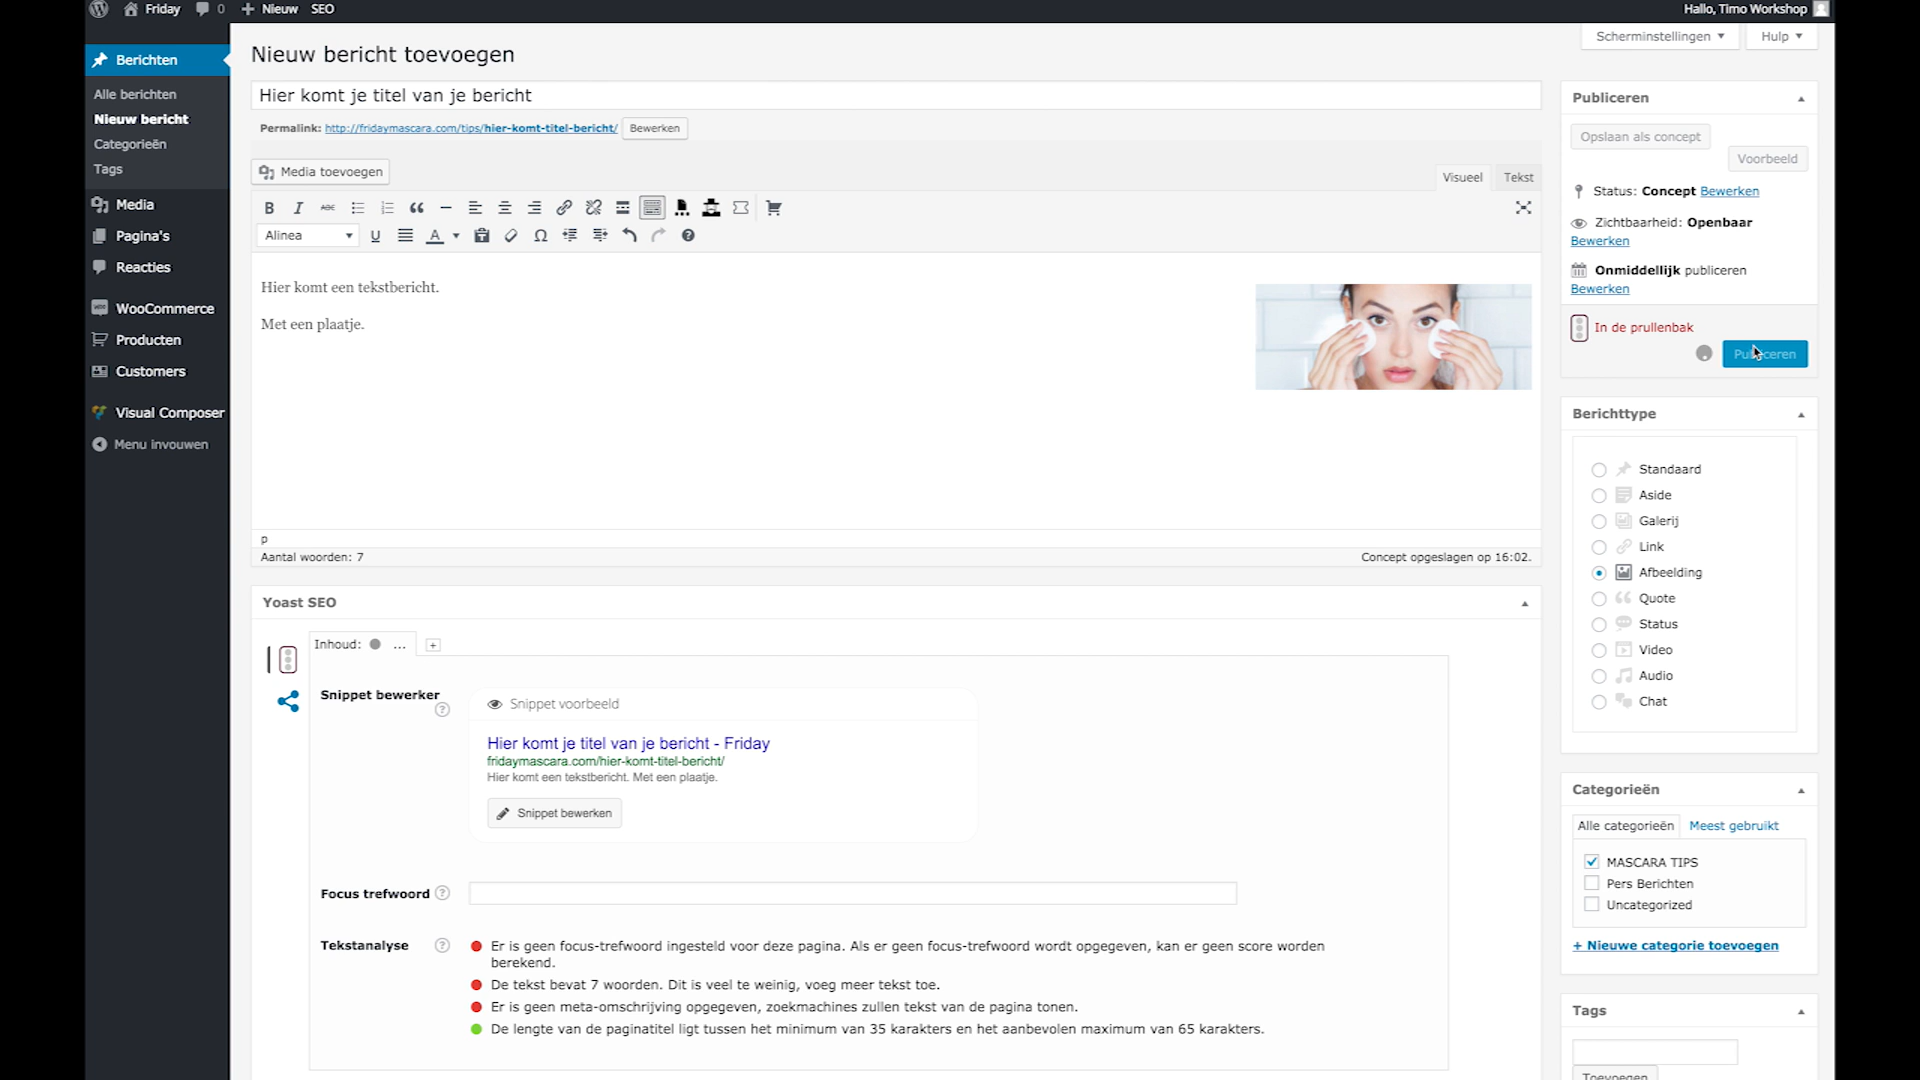 Friday 0 Nieuw SEO
Hallo, Timo Workshop
Berichten
Alle berichten
Nieuw bericht
Categorieën
Tags
Media
Pagina's
Reacties
WooCommerce
Producten
Customers
Visual Composer
Menu invouwen
Scherminstellingen Hulp
Nieuw bericht toevoegen
Hier komt je titel van je bericht
Permalink: http://fridaymascara.com/tips/hier-komt-titel-bericht/ Bewerken
Media toevoegen
Visueel Tekst
B I ABC
Alinea U A Ω
Hier komt een tekstbericht.
Met een plaatje.
p
Aantal woorden: 7
Concept opgeslagen op 16:02.
Yoast SEO
Inhoud: ... +
Snippet bewerker
Snippet voorbeeld
Hier komt je titel van je bericht - Friday
fridaymascara.com/hier-komt-titel-bericht/
Hier komt een tekstbericht. Met een plaatje.
Snippet bewerken
Focus trefwoord
Tekstanalyse
Er is geen focus-trefwoord ingesteld voor deze pagina. Als er geen focus-trefwoord wordt opgegeven, kan er geen score worden
berekend.
De tekst bevat 7 woorden. Dit is veel te weinig, voeg meer tekst toe.
Er is geen meta-omschrijving opgegeven, zoekmachines zullen tekst van de pagina tonen.
De lengte van de paginatitel ligt tussen het minimum van 35 karakters en het aanbevolen maximum van 65 karakters.
Publiceren
Opslaan als concept
Voorbeeld
Status: Concept Bewerken
Zichtbaarheid: Openbaar
Bewerken
Onmiddellijk publiceren
Bewerken
In de prullenbak
Publiceren
Berichttype
Standaard
Aside
Galerij
Link
Afbeelding
Quote
Status
Video
Audio
Chat
Categorieën
Alle categorieën Meest gebruikt
MASCARA TIPS
Pers Berichten
Uncategorized
+ Nieuwe categorie toevoegen
Tags
Toevoegen